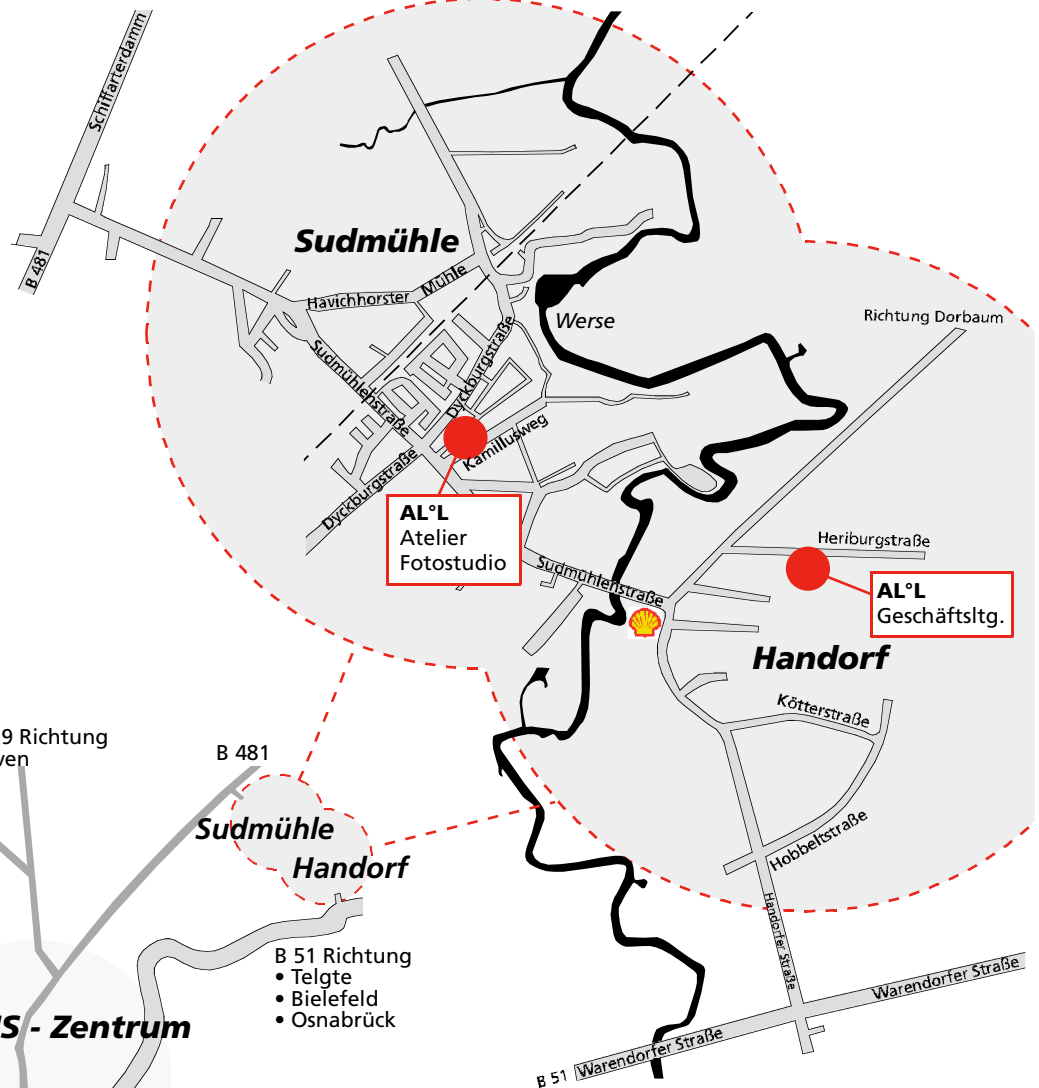 Schiffarterdamm
B 481
Sudmühle
Havichhorster
Mühle
Werse
Richtung Dorbaum
Sudmühlenstraße
Dyckburgstraße
Kamillusweg
Dyckburgstraße
AL°L
Atelier
Fotostudio
Heriburgstraße
Sudmühlenstraße
AL°L
Geschäftsltg.
Handorf
Kötterstraße
9 Richtung
ven
B 481
Sudmühle
Handorf
Hobbeltstraße
Handorfer Straße
B 51 Richtung
• Telgte
• Bielefeld
• Osnabrück
S - Zentrum
Warendorfer Straße
Warendorfer Straße
B 51